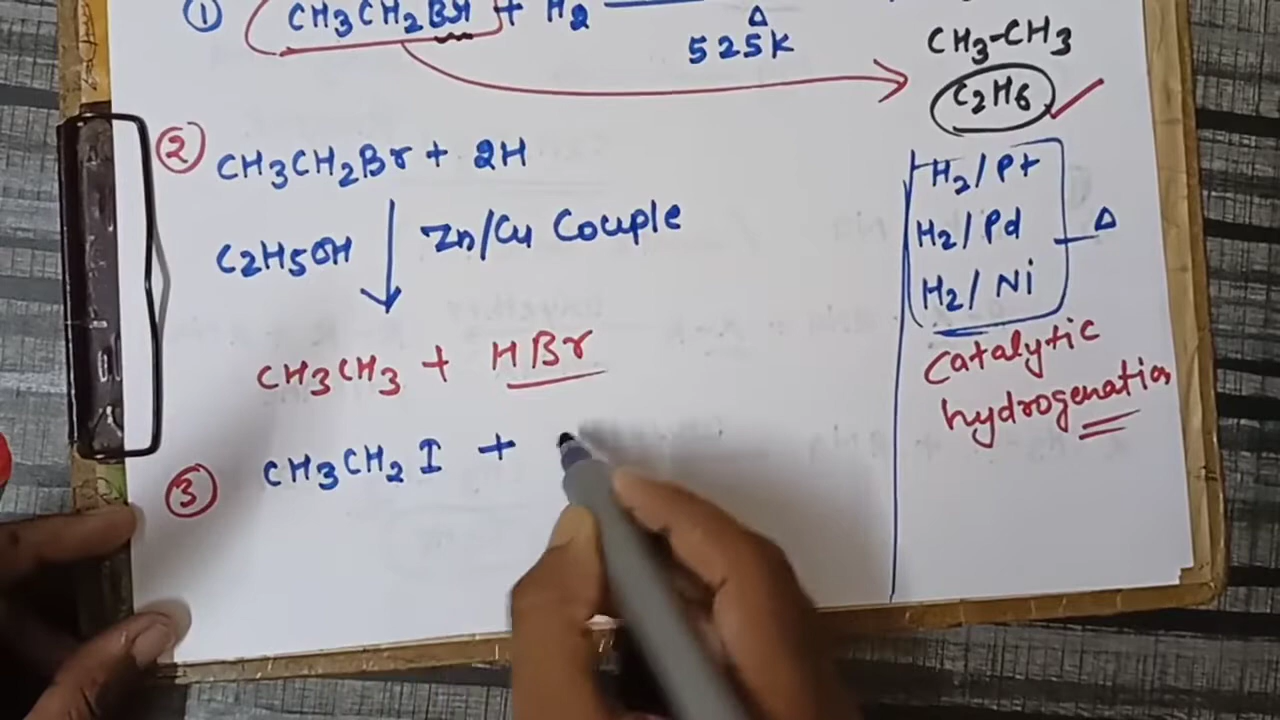 ① CH3CH2Br + H2
Δ
525K
CH3-CH3
C2H6
② CH3CH2Br + 2H
C2H5OH Zn/Cu Couple
CH3CH3 + HBr
③ CH3CH2I +
H2/Pt
H2/Pd
H2/Ni
Δ
Catalytic
hydrogenation